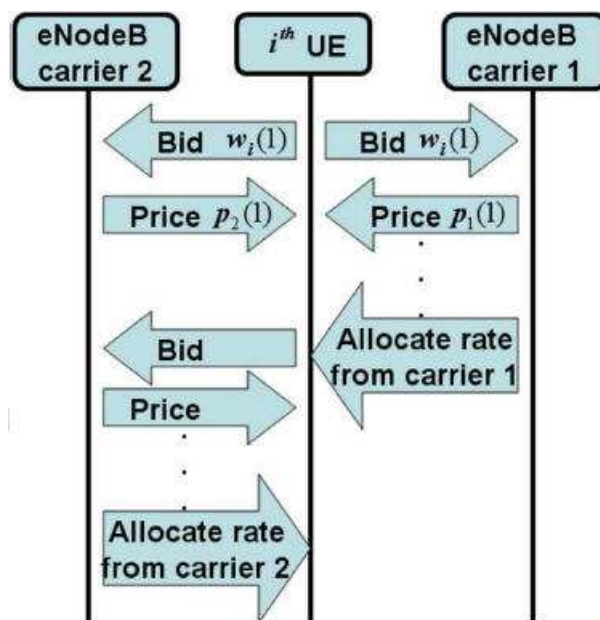 eNodeB
carrier 2
i^th UE
eNodeB
carrier 1
Bid w_i(1)
Bid w_i(1)
Price p_2(1)
Price p_1(1)
Allocate rate
from carrier 1
Bid
Price
Allocate rate
from carrier 2